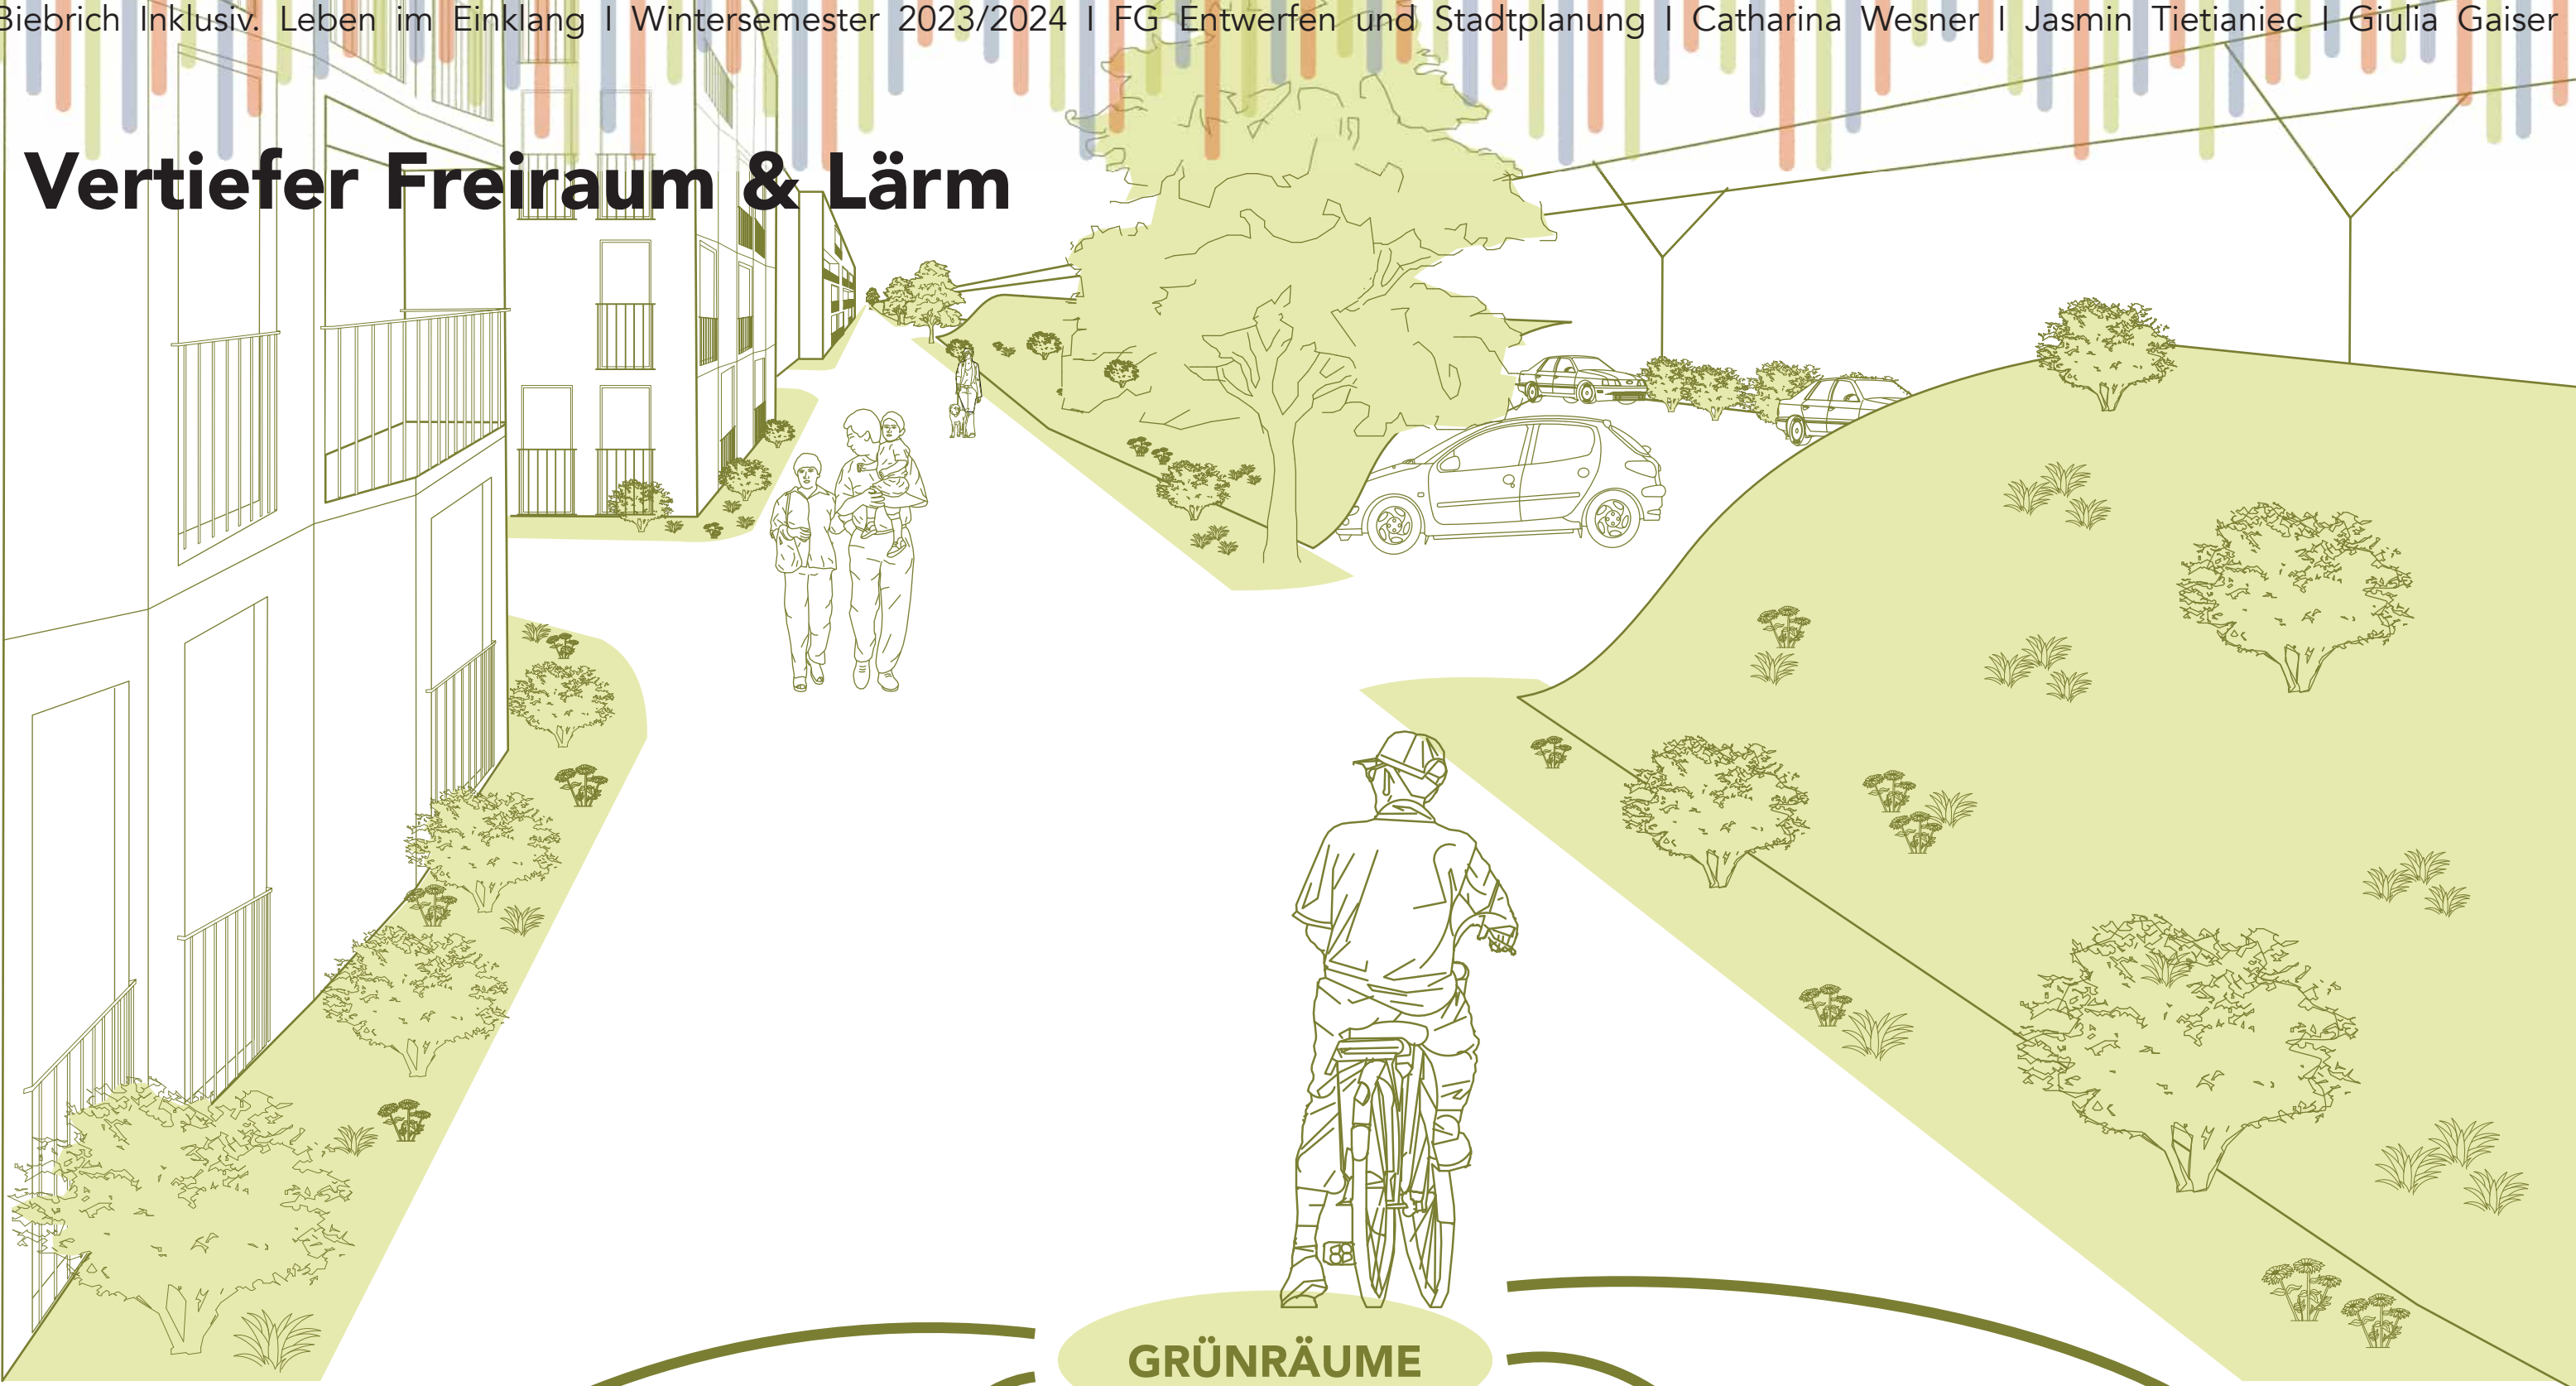 Biebrich Inklusiv. Leben im Einklang I Wintersemester 2023/2024 I FG Entwerfen und Stadtplanung I Catharina Wesner I Jasmin Tietianiec I Giulia Gaiser
Vertiefer Freiraum & Lärm
GRÜNRÄUME